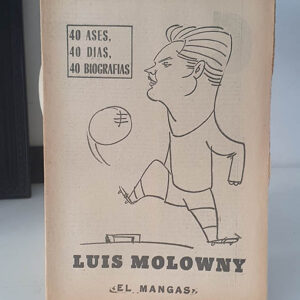 40 ASES,
40 DIAS,
40 BIOGRAFIAS
LUIS MOLOWNY
«EL MANGAS»